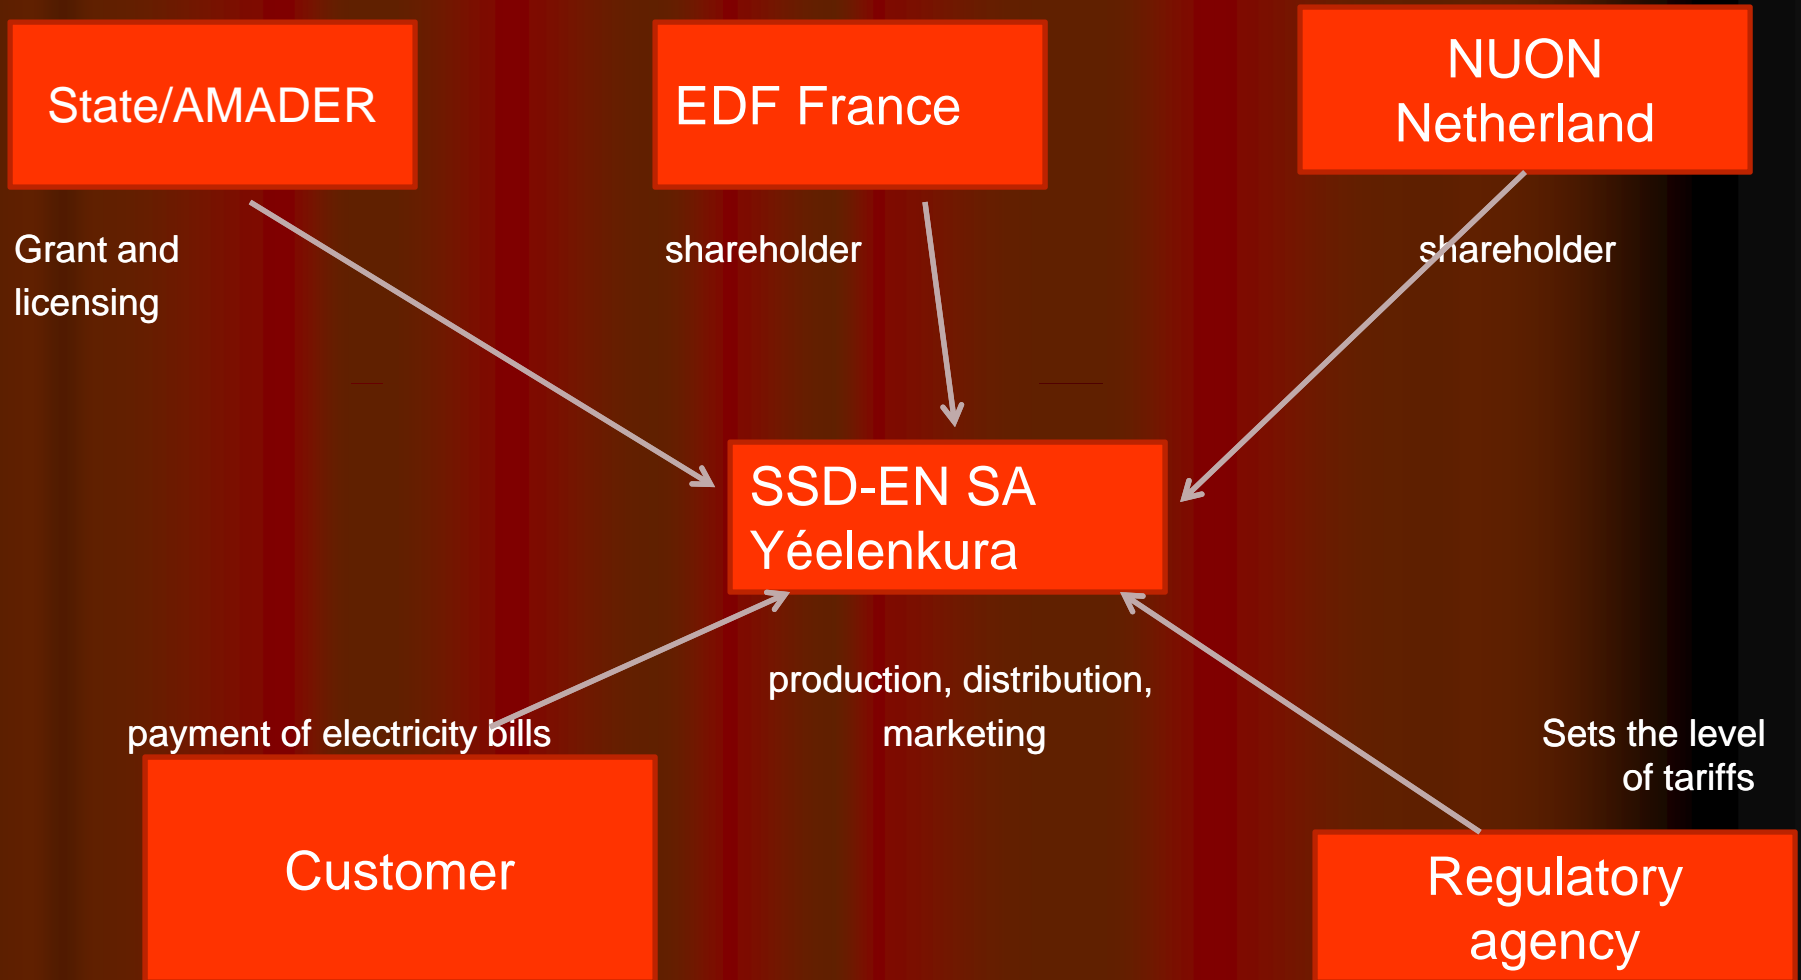 State/AMADER
EDF France
NUON
Netherland
Grant and
licensing
shareholder
shareholder
SSD-EN SA
Yéelenkura
production, distribution,
marketing
payment of electricity bills
Sets the level
of tariffs
Customer
Regulatory
agency